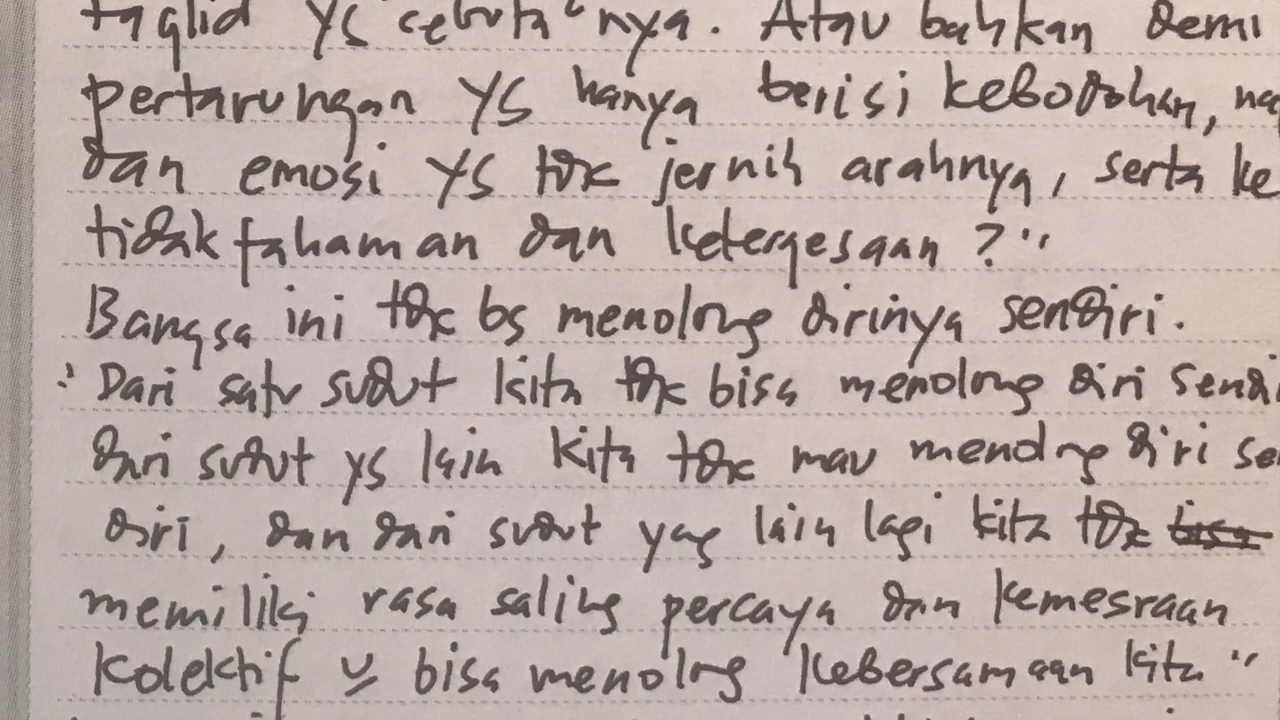 taqlid yg sebuta"nya. Atau bahkan demi
pertarungan yg hanya berisi kebodohan,
dan emosi yg tdk jernih arahnya, serta ke
tidakfahaman dan ketergesaan ?"
Bangsa ini tdk bs menolong dirinya sendiri.
"Dari satu sudut kita tdk bisa menolong diri sendi
dari sudut yg lain kita tdk mau menolong diri se
diri, dan dari sudut yang lain lagi kita tdk bisa
memiliki rasa saling percaya dan kemesraan
kolektif u bisa menolong kebersamaan kita"